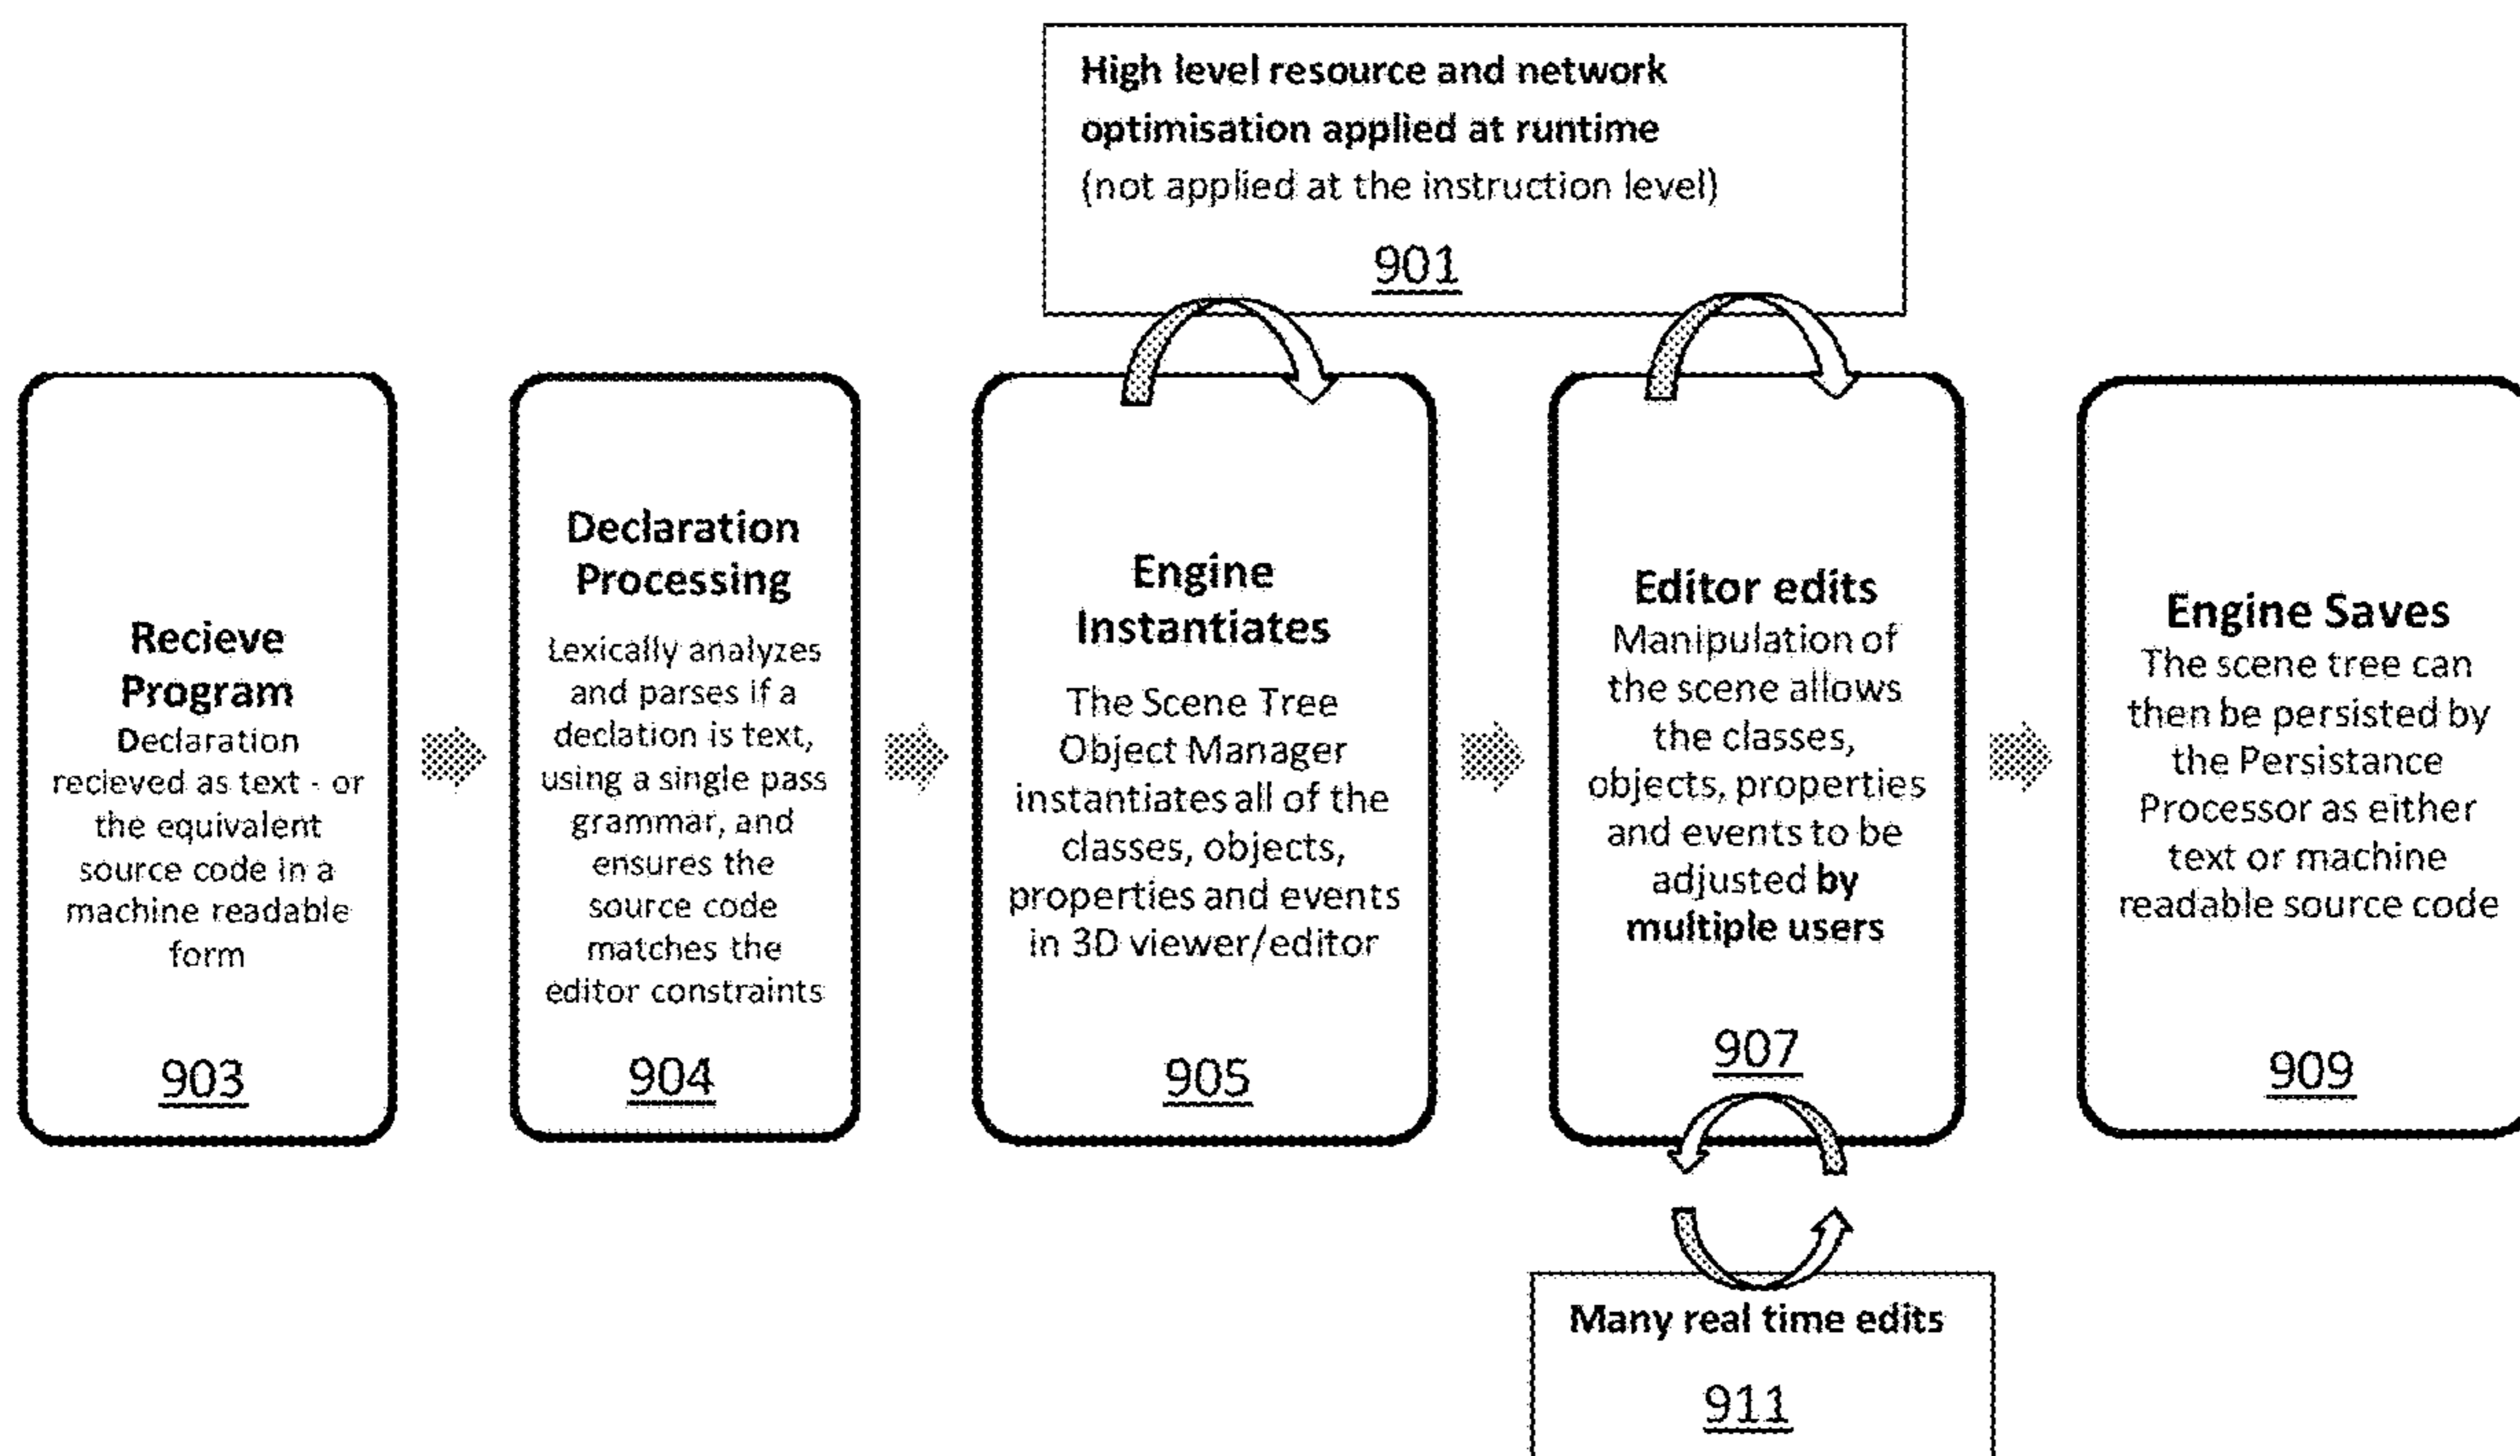 High level resource and network
optimisation applied at runtime
(not applied at the instruction level)
901
Recieve
Program
Declaration
recieved as text - or
the equivalent
source code in a
machine readable
form
903
Declaration
Processing
Lexically analyzes
and parses if a
declation is text,
using a single pass
grammar, and
ensures the
source code
matches the
editor constraints
904
Engine
Instantiates
The Scene Tree
Object Manager
instantiates all of the
classes, objects,
properties and events
in 3D viewer/editor
905
Editor edits
Manipulation of
the scene allows
the classes,
objects, properties
and events to be
adjusted by
multiple users
907
Engine Saves
The scene tree can
then be persisted by
the Persistance
Processor as either
text or machine
readable source code
909
Many real time edits
911